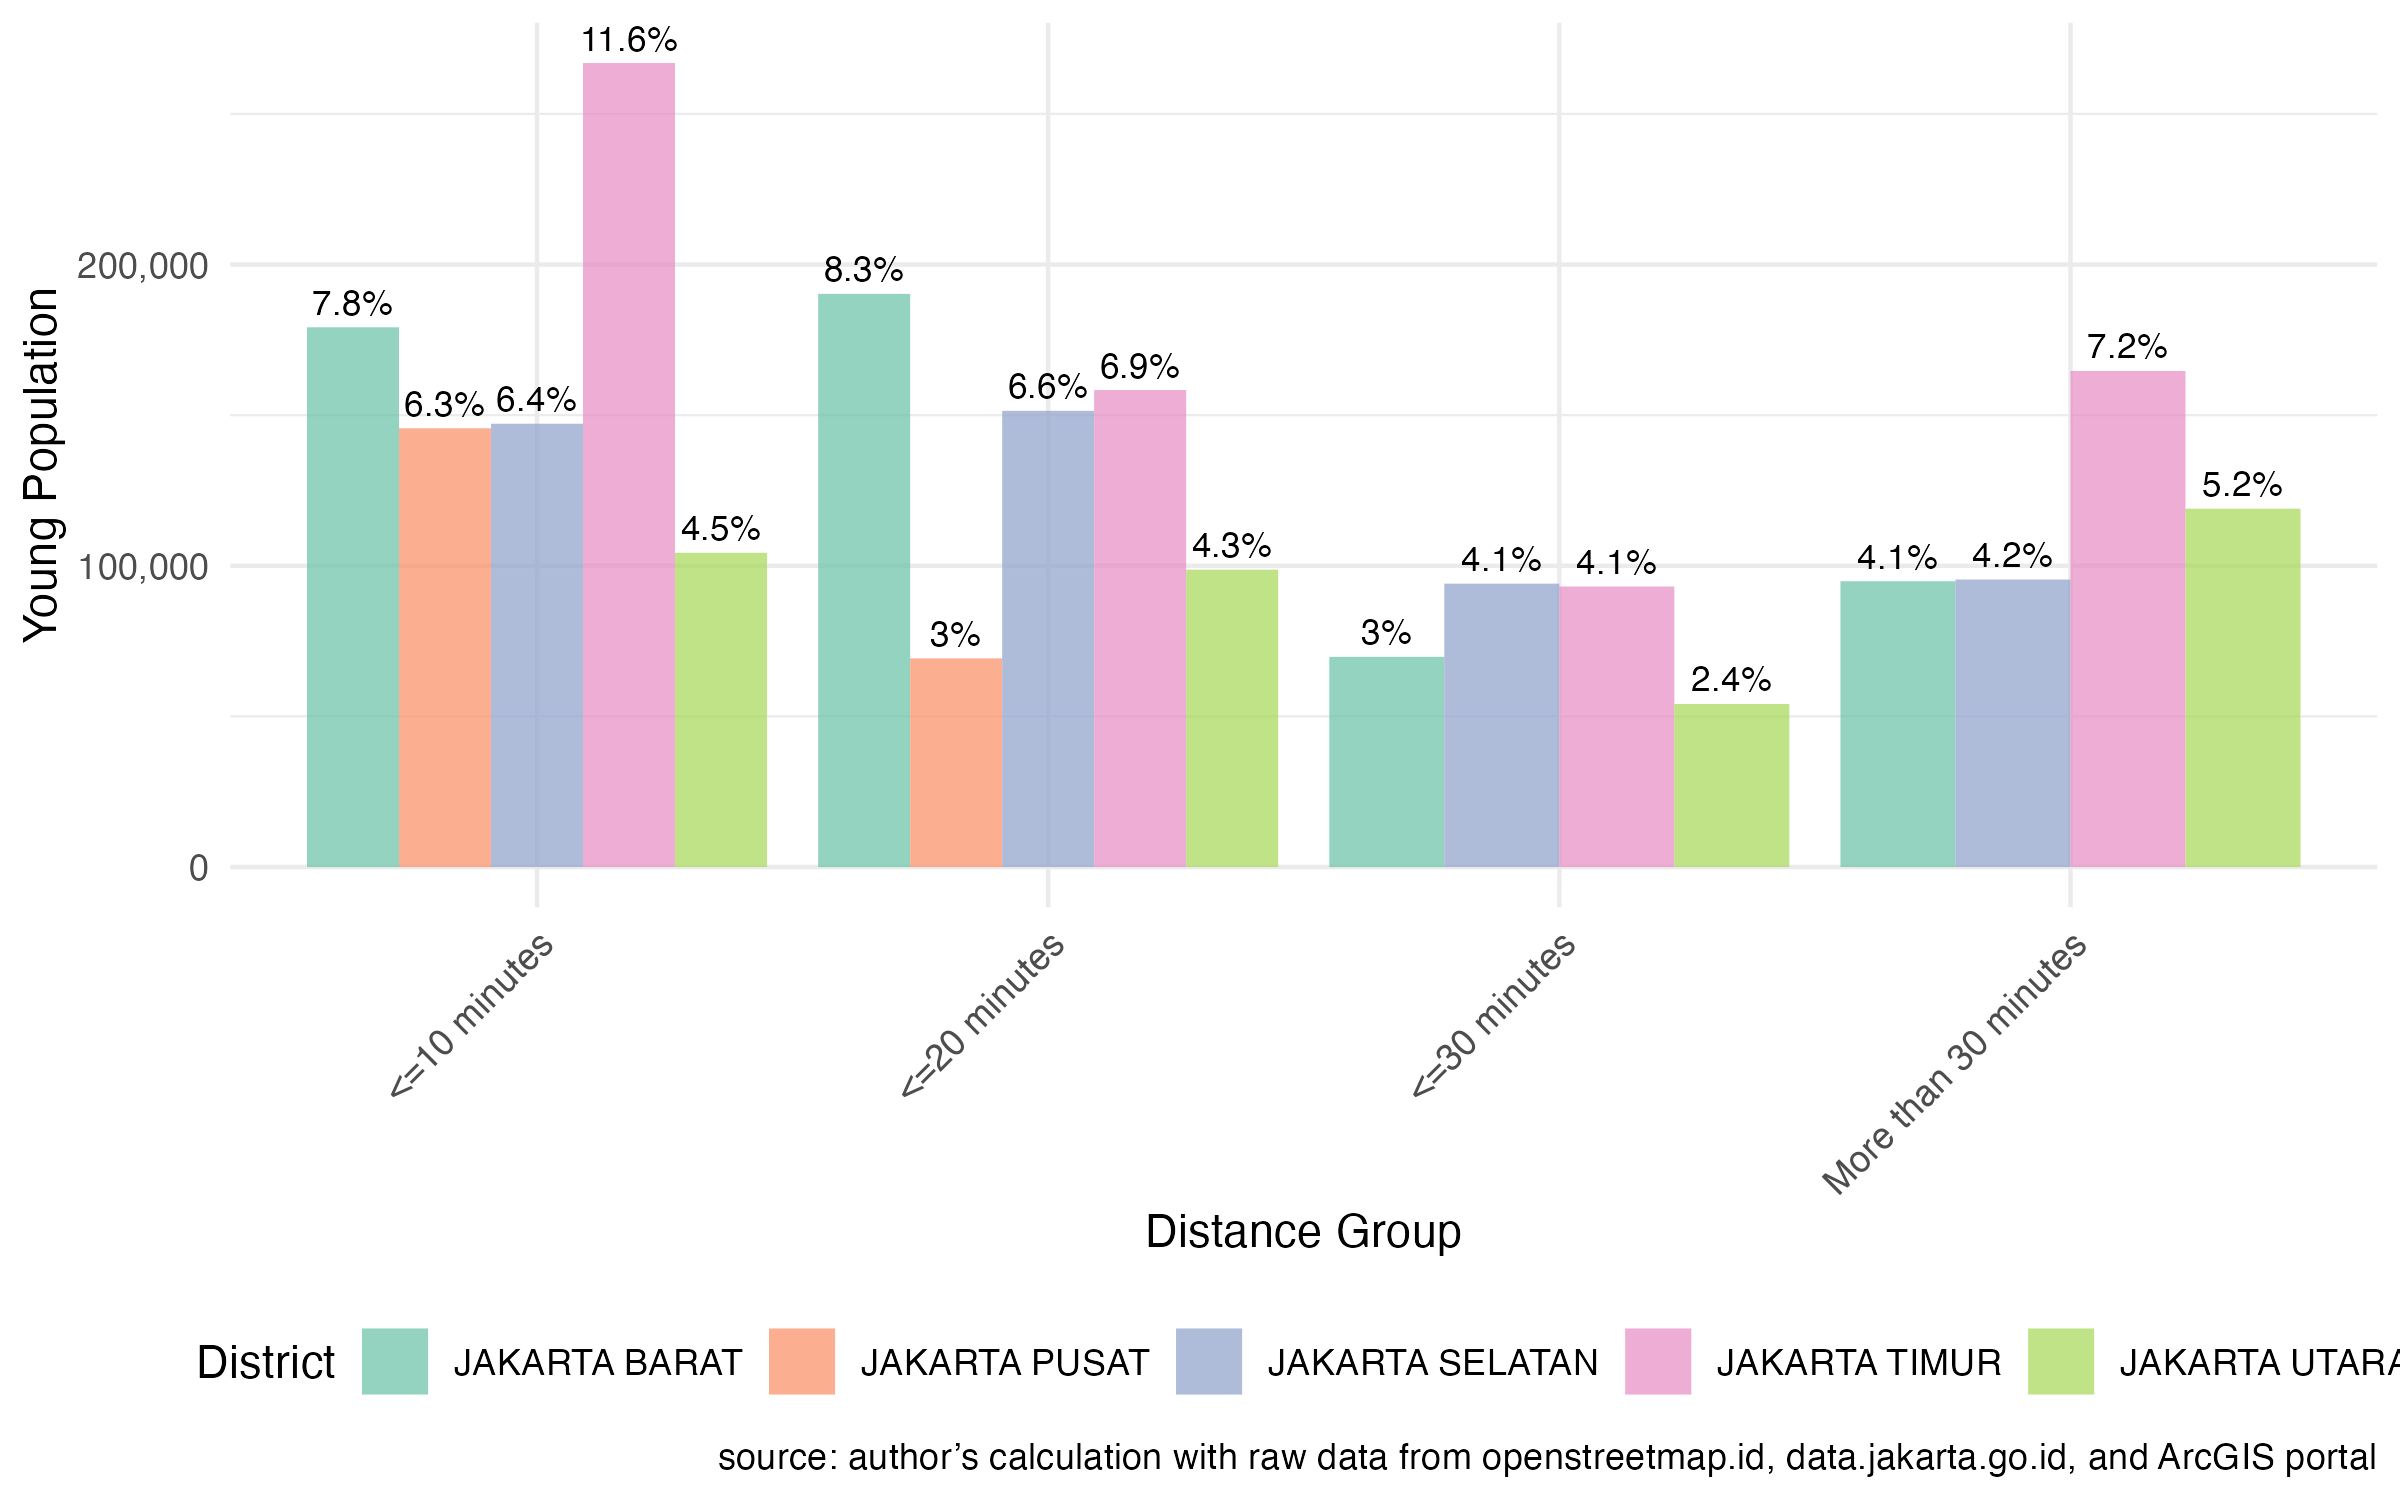 11.6%
200,000
8.3%
7.8%
7.2%
6.9%
6.6%
6.3% 6.4%
5.2%
4.5%
4.3%
100,000
4.1% 4.1%
4.1% 4.2%
3%
3%
2.4%
0
Young Population
<=10 minutes
<=20 minutes
<=30 minutes
More than 30 minutes
Distance Group
District JAKARTA BARAT JAKARTA PUSAT JAKARTA SELATAN JAKARTA TIMUR JAKARTA UTARA
source: author’s calculation with raw data from openstreetmap.id, data.jakarta.go.id, and ArcGIS portal